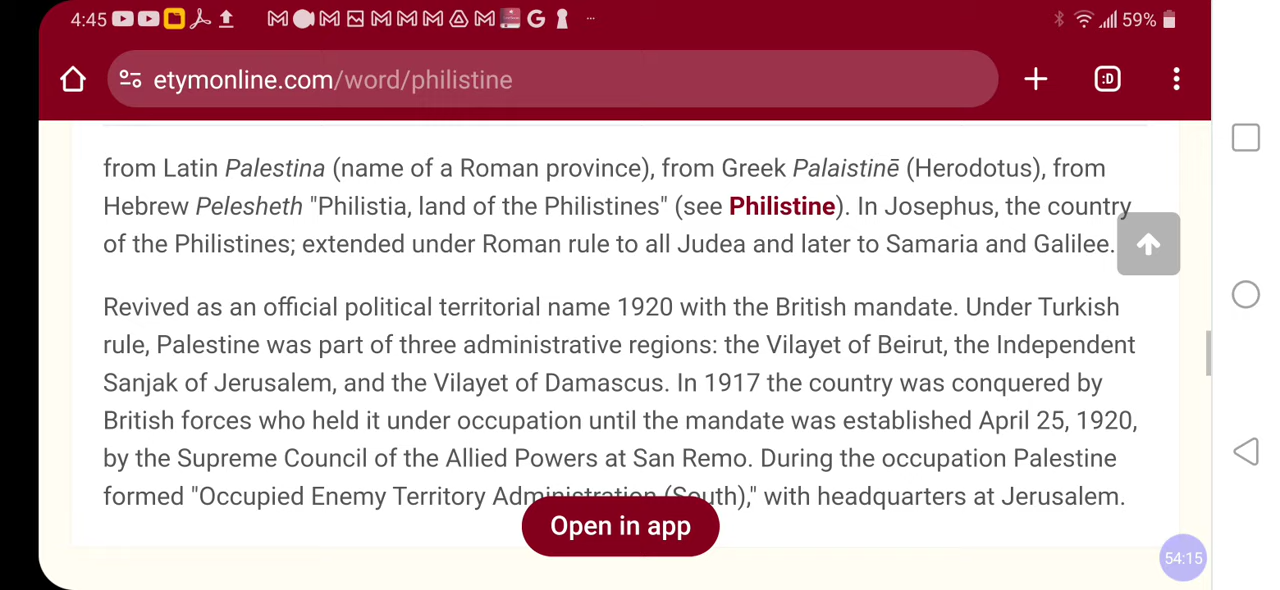 4:45
59%
etymonline.com/word/philistine
:D
from Latin Palestina (name of a Roman province), from Greek Palaistinē (Herodotus), from
Hebrew Pelesheth "Philistia, land of the Philistines" (see Philistine). In Josephus, the country
of the Philistines; extended under Roman rule to all Judea and later to Samaria and Galilee.
Revived as an official political territorial name 1920 with the British mandate. Under Turkish
rule, Palestine was part of three administrative regions: the Vilayet of Beirut, the Independent
Sanjak of Jerusalem, and the Vilayet of Damascus. In 1917 the country was conquered by
British forces who held it under occupation until the mandate was established April 25, 1920,
by the Supreme Council of the Allied Powers at San Remo. During the occupation Palestine
formed "Occupied Enemy Territory Administration (South)," with headquarters at Jerusalem.
Open in app
54:15